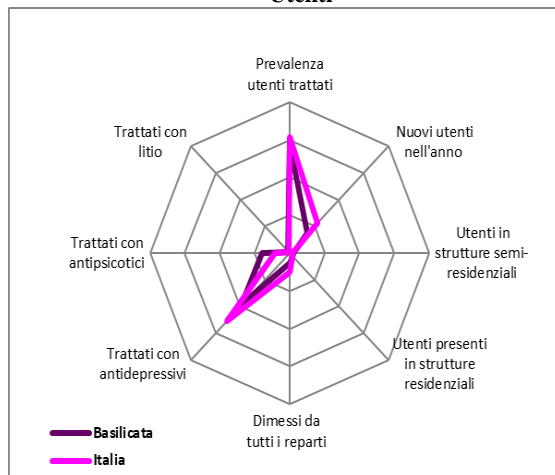 Utenti
Prevalenza
utenti trattati
Nuovi utenti
nell'anno
Utenti in
strutture semi-
residenziali
Utenti presenti
in strutture
residenziali
Dimessi da
tutti i reparti
Trattati con
antidepressivi
Trattati con
antipsicotici
Trattati con
litio
Basilicata
Italia